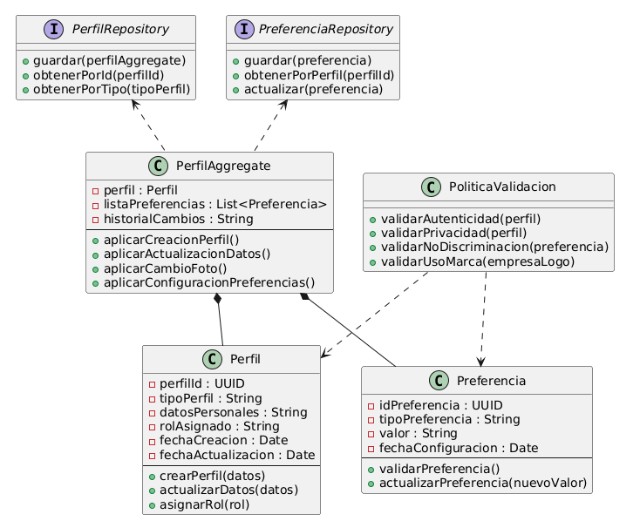 I PerfilRepository
guardar(perfilAggregate)
obtenerPorId(perfilId)
obtenerPorTipo(tipoPerfil)
I PreferenciaRepository
guardar(preferencia)
obtenerPorPerfil(perfilId)
actualizar(preferencia)
C PerfilAggregate
perfil : Perfil
listaPreferencias : List<Preferencia>
historialCambios : String
aplicarCreacionPerfil()
aplicarActualizacionDatos()
aplicarCambioFoto()
aplicarConfiguracionPreferencias()
C PoliticaValidacion
validarAutenticidad(perfil)
validarPrivacidad(perfil)
validarNoDiscriminacion(preferencia)
validarUsoMarca(empresaLogo)
C Perfil
perfilId : UUID
tipoPerfil : String
datosPersonales : String
rolAsignado : String
fechaCreacion : Date
fechaActualizacion : Date
crearPerfil(datos)
actualizarDatos(datos)
asignarRol(rol)
C Preferencia
idPreferencia : UUID
tipoPreferencia : String
valor : String
fechaConfiguracion : Date
validarPreferencia()
actualizarPreferencia(nuevoValor)